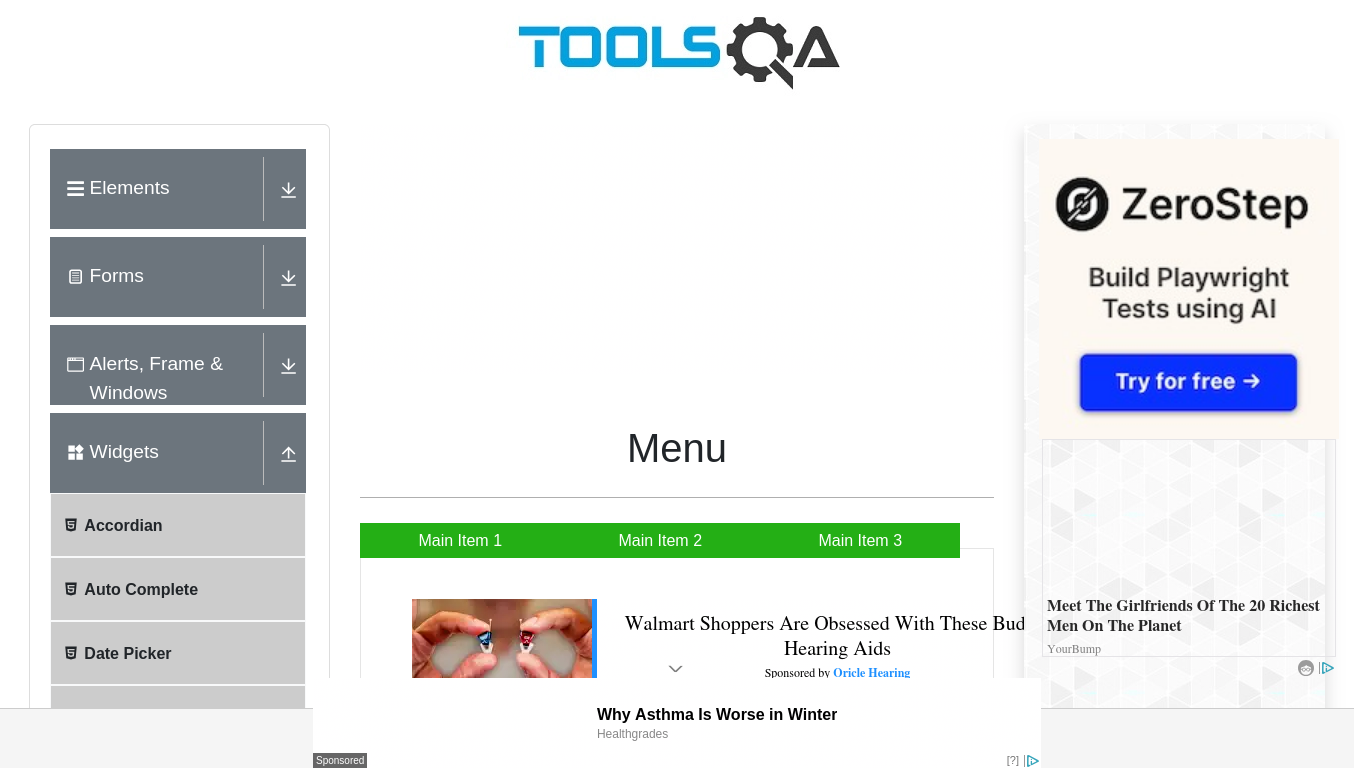 TOOLSQA
Elements
Forms
Alerts, Frame &
Windows
Widgets
Accordian
Auto Complete
Date Picker
Menu
Main Item 1
Main Item 2
Main Item 3
Walmart Shoppers Are Obsessed With These Bud
Hearing Aids
Sponsored by Oricle Hearing
ZeroStep
Build Playwright
Tests using AI
Try for free →
Meet The Girlfriends Of The 20 Richest
Men On The Planet
YourBump
Why Asthma Is Worse in Winter
Healthgrades
Sponsored
[?]